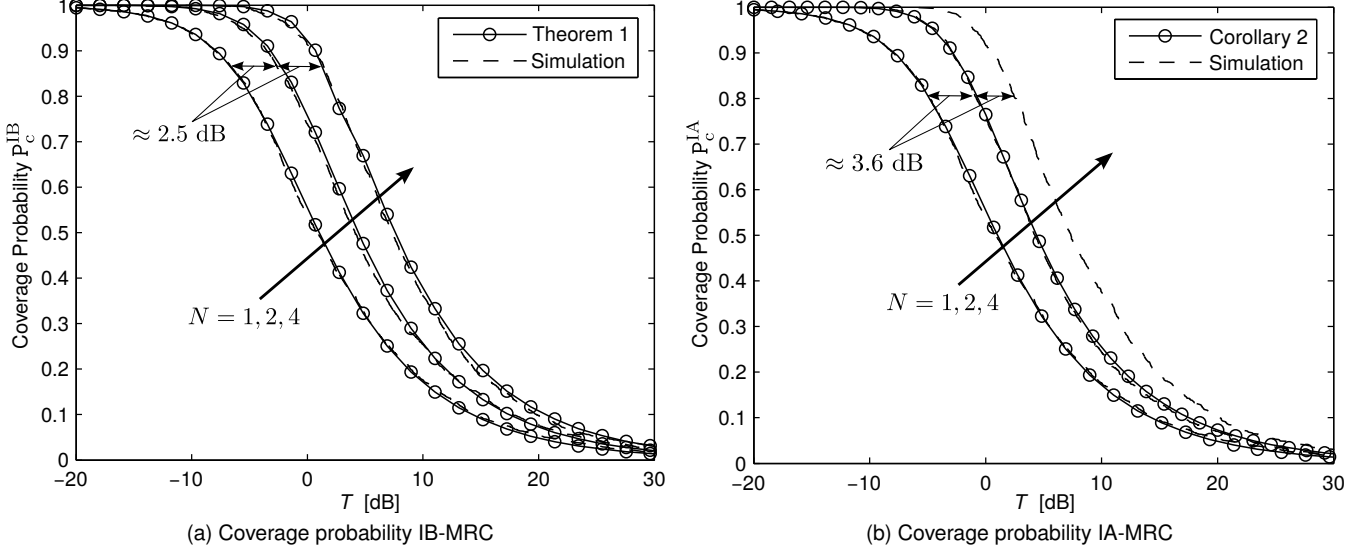 1
0.9
0.8
0.7
0.6
0.5
0.4
0.3
0.2
0.1
0
Coverage Probability P_c^IB
Theorem 1
Simulation
≈ 2.5 dB
N = 1, 2, 4
−20 −10 0 10 20 30
T [dB]
(a) Coverage probability IB-MRC
1
0.9
0.8
0.7
0.6
0.5
0.4
0.3
0.2
0.1
0
Coverage Probability P_c^IA
Corollary 2
Simulation
≈ 3.6 dB
N = 1, 2, 4
−20 −10 0 10 20 30
T [dB]
(b) Coverage probability IA-MRC